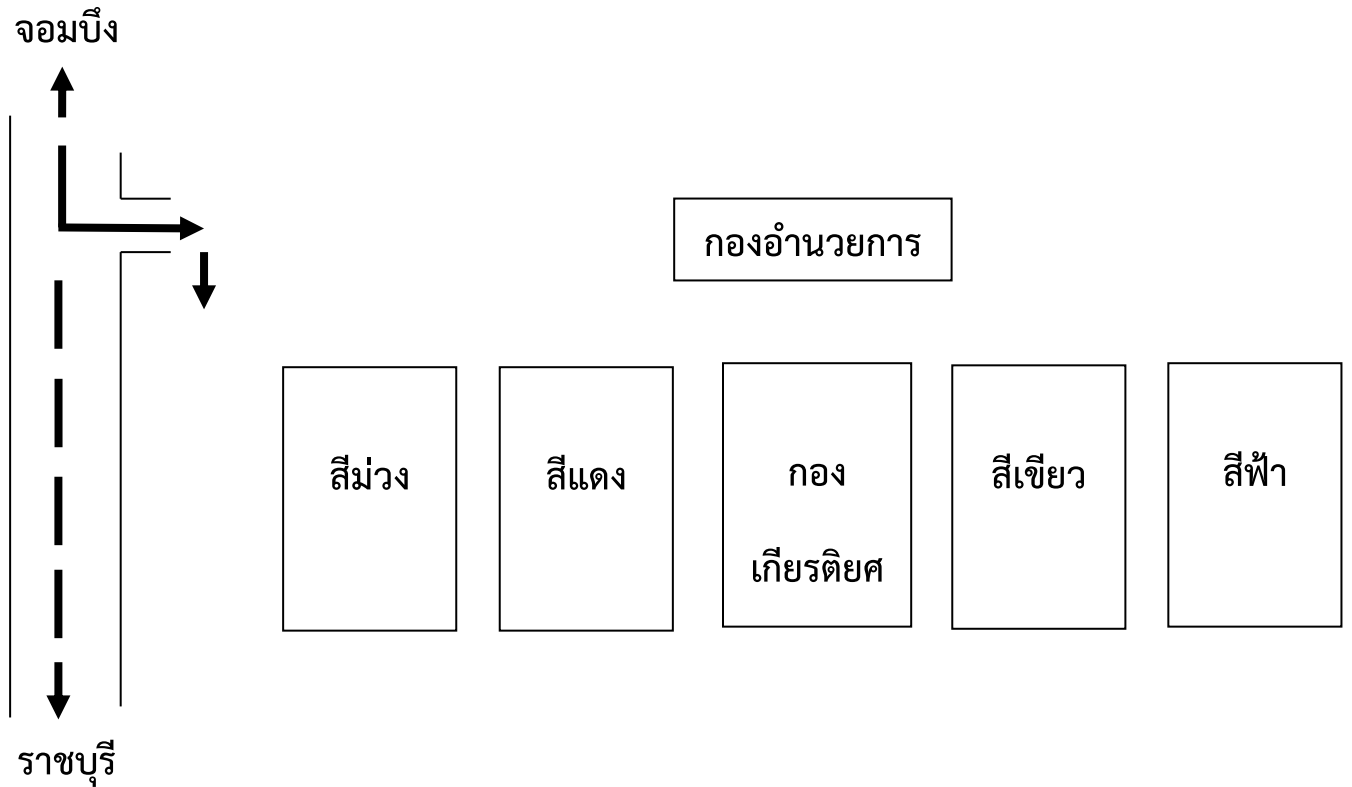 จอมบึง
กองอำนวยการ
สีม่วง
สีแดง
กอง
เกียรติยศ
สีเขียว
สีฟ้า
ราชบุรี